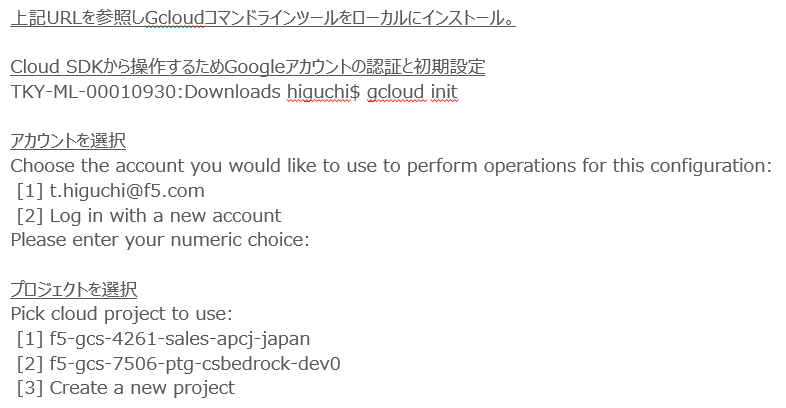 上記URLを参照しGcloudコマンドラインツールをローカルにインストール。
Cloud SDKから操作するためGoogleアカウントの認証と初期設定
TKY-ML-00010930:Downloads higuchi$ gcloud init
アカウントを選択
Choose the account you would like to use to perform operations for this configuration:
[1] t.higuchi@f5.com
[2] Log in with a new account
Please enter your numeric choice:
プロジェクトを選択
Pick cloud project to use:
[1] f5-gcs-4261-sales-apcj-japan
[2] f5-gcs-7506-ptg-csbedrock-dev0
[3] Create a new project